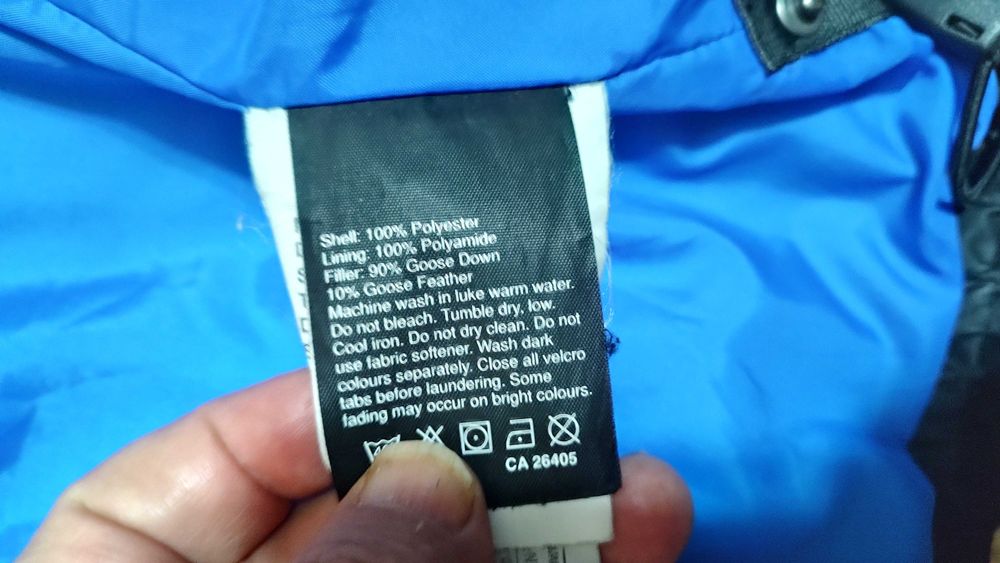 Shell: 100% Polyester
Lining: 100% Polyamide
Filler: 90% Goose Down
10% Goose Feather
Machine wash in luke warm water.
Do not bleach. Tumble dry, low.
Cool iron. Do not dry clean. Do not
use fabric softener. Wash dark
colours separately. Close all velcro
tabs before laundering. Some
fading may occur on bright colours.
CA 26405